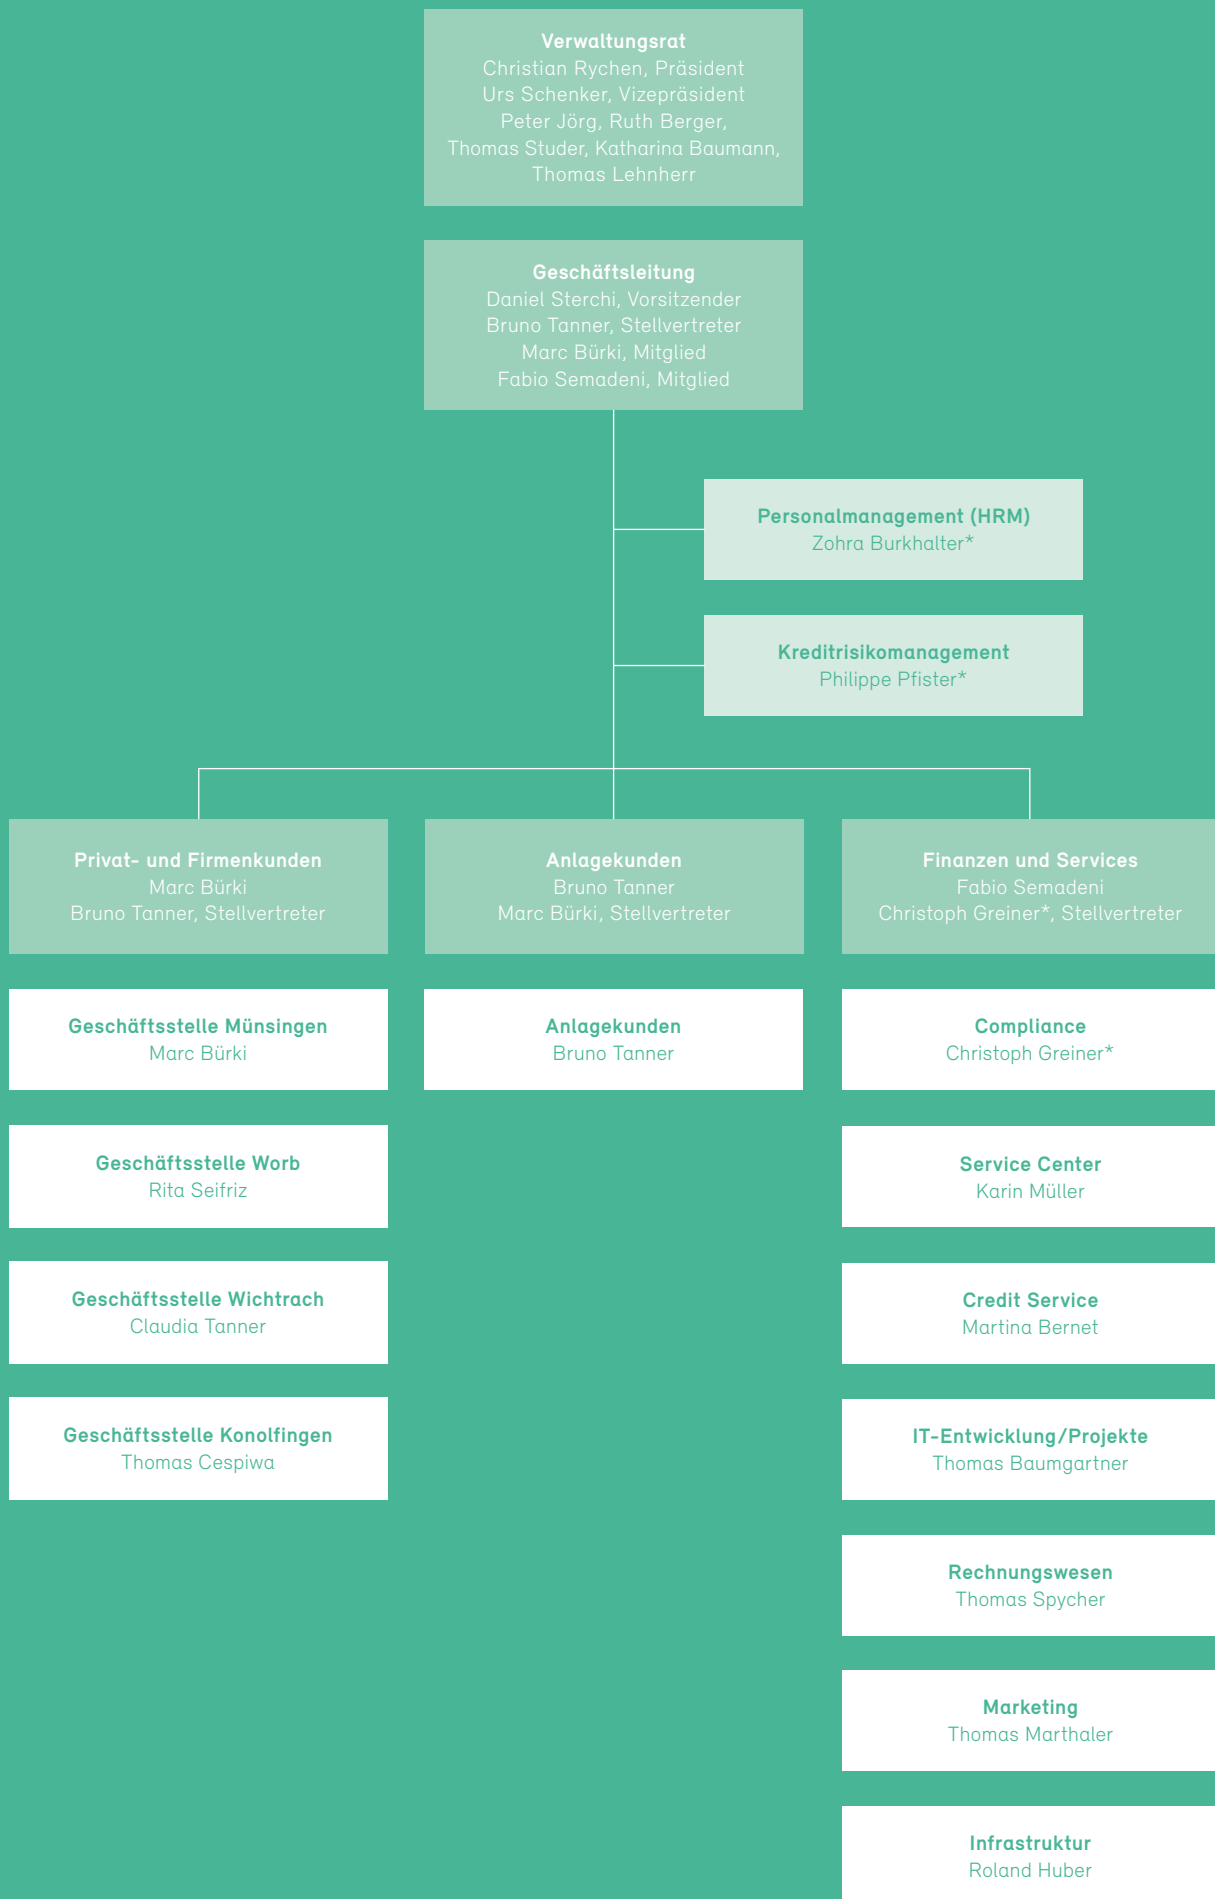 Verwaltungsrat
Christian Rychen, Präsident
Urs Schenker, Vizepräsident
Peter Jörg, Ruth Berger,
Thomas Studer, Katharina Baumann,
Thomas Lehnherr
Geschäftsleitung
Daniel Sterchi, Vorsitzender
Bruno Tanner, Stellvertreter
Marc Bürki, Mitglied
Fabio Semadeni, Mitglied
Personalmanagement (HRM)
Zohra Burkhalter*
Kreditrisikomanagement
Philippe Pfister*
Privat- und Firmenkunden
Marc Bürki
Bruno Tanner, Stellvertreter
Anlagekunden
Bruno Tanner
Marc Bürki, Stellvertreter
Finanzen und Services
Fabio Semadeni
Christoph Greiner*, Stellvertreter
Geschäftsstelle Münsingen
Marc Bürki
Geschäftsstelle Worb
Rita Seifriz
Geschäftsstelle Wichtrach
Claudia Tanner
Geschäftsstelle Konolfingen
Thomas Cespiwa
Anlagekunden
Bruno Tanner
Compliance
Christoph Greiner*
Service Center
Karin Müller
Credit Service
Martina Bernet
IT-Entwicklung/Projekte
Thomas Baumgartner
Rechnungswesen
Thomas Spycher
Marketing
Thomas Marthaler
Infrastruktur
Roland Huber